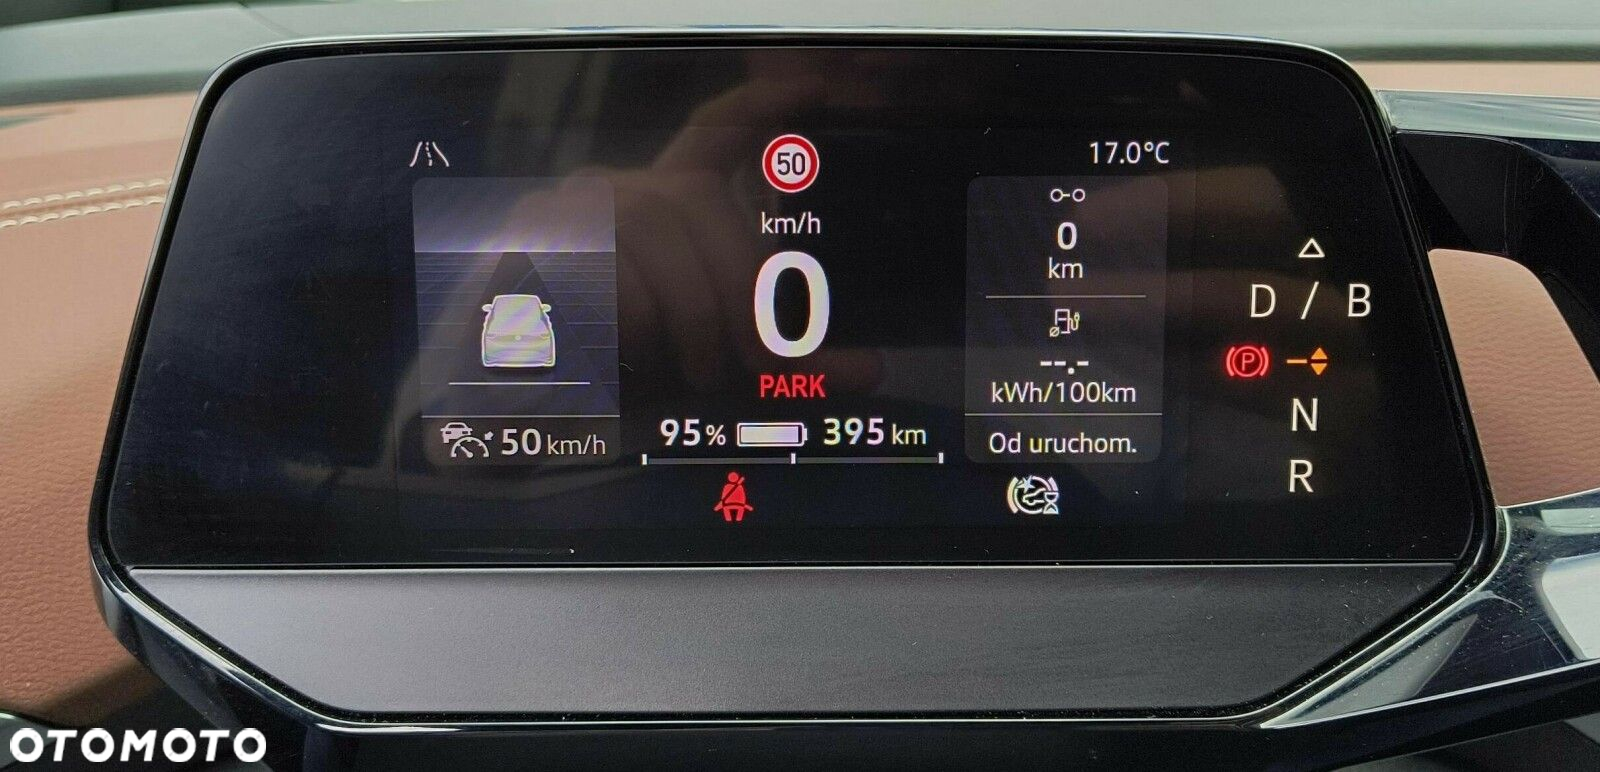 50
17.0°C
km/h
0
PARK
0
km
--.-
kWh/100km
Od uruchom.
50 km/h
95%
395 km
D / B
P
N
R
OTOMOTO